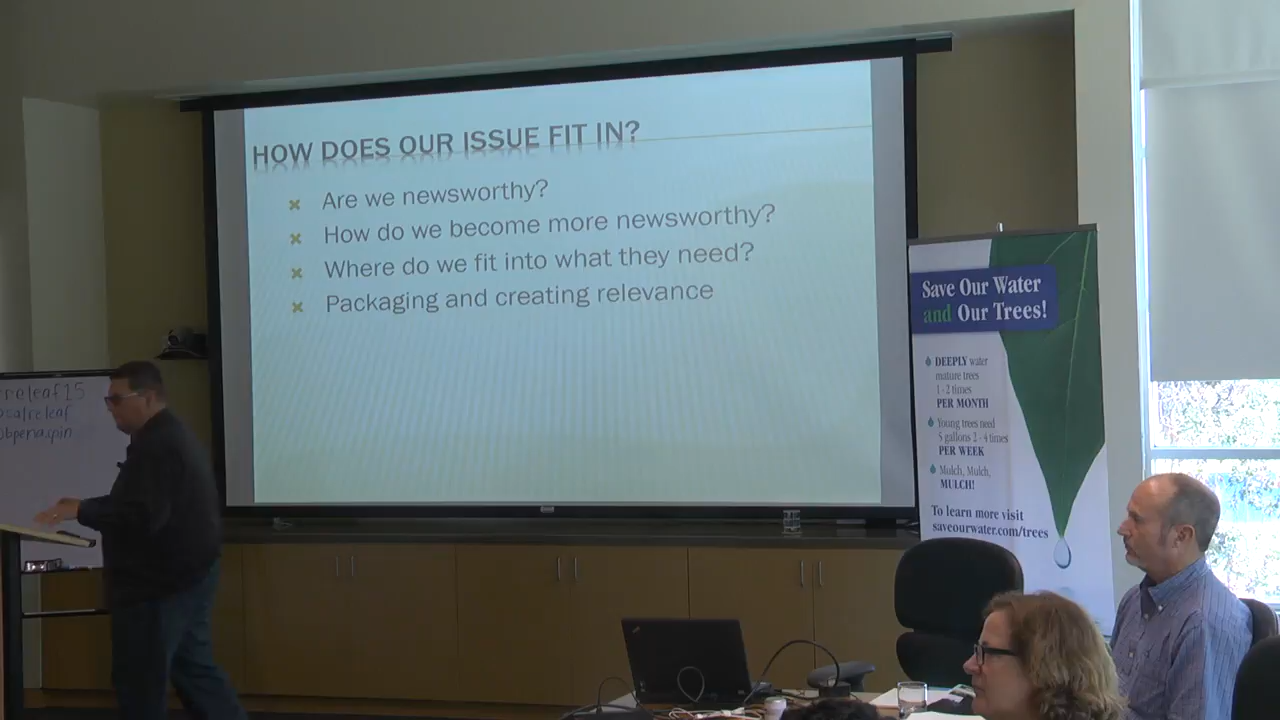 HOW DOES OUR ISSUE FIT IN?
Are we newsworthy?
How do we become more newsworthy?
Where do we fit into what they need?
Packaging and creating relevance
releaf15
calreleaf
bpenaspin
Save Our Water
and Our Trees!
DEEPLY water
mature trees
1-2 times
PER MONTH
Young trees need
5 gallons 2-4 times
PER WEEK
Mulch, Mulch,
MULCH!
To learn more visit
saveourwater.com/trees